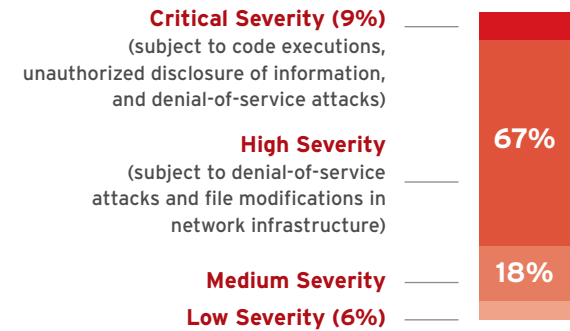 Critical Severity (9%)
(subject to code executions,
unauthorized disclosure of information,
and denial-of-service attacks)
High Severity
(subject to denial-of-service
attacks and file modifications in
network infrastructure)
67%
Medium Severity
18%
Low Severity (6%)